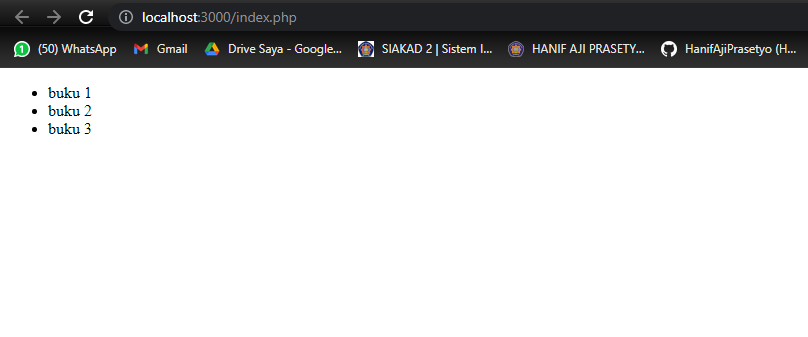 localhost:3000/index.php
(50) WhatsApp Gmail Drive Saya - Google... SIAKAD 2 | Sistem I... HANIF AJI PRASETY... HanifAjiPrasetyo (H...
buku 1
buku 2
buku 3